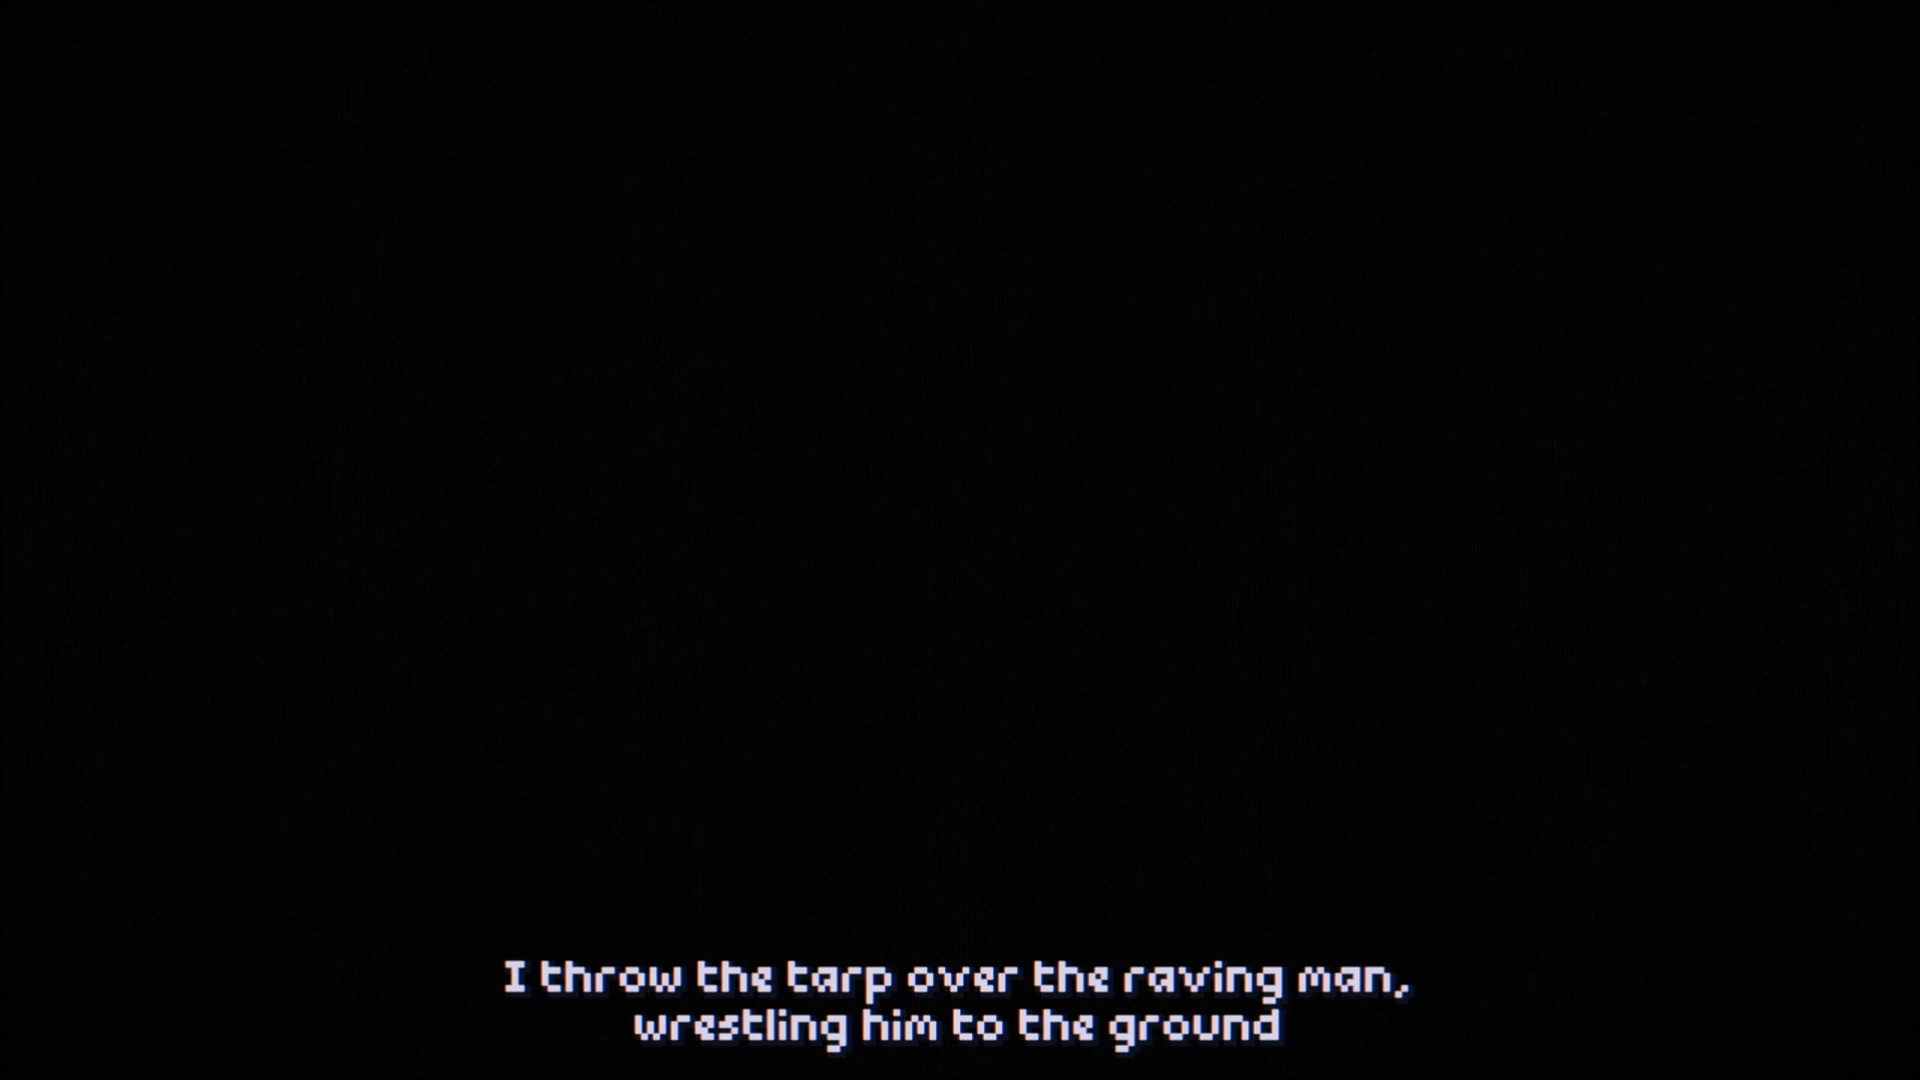 I throw the tarp over the raving man,
wrestling him to the ground